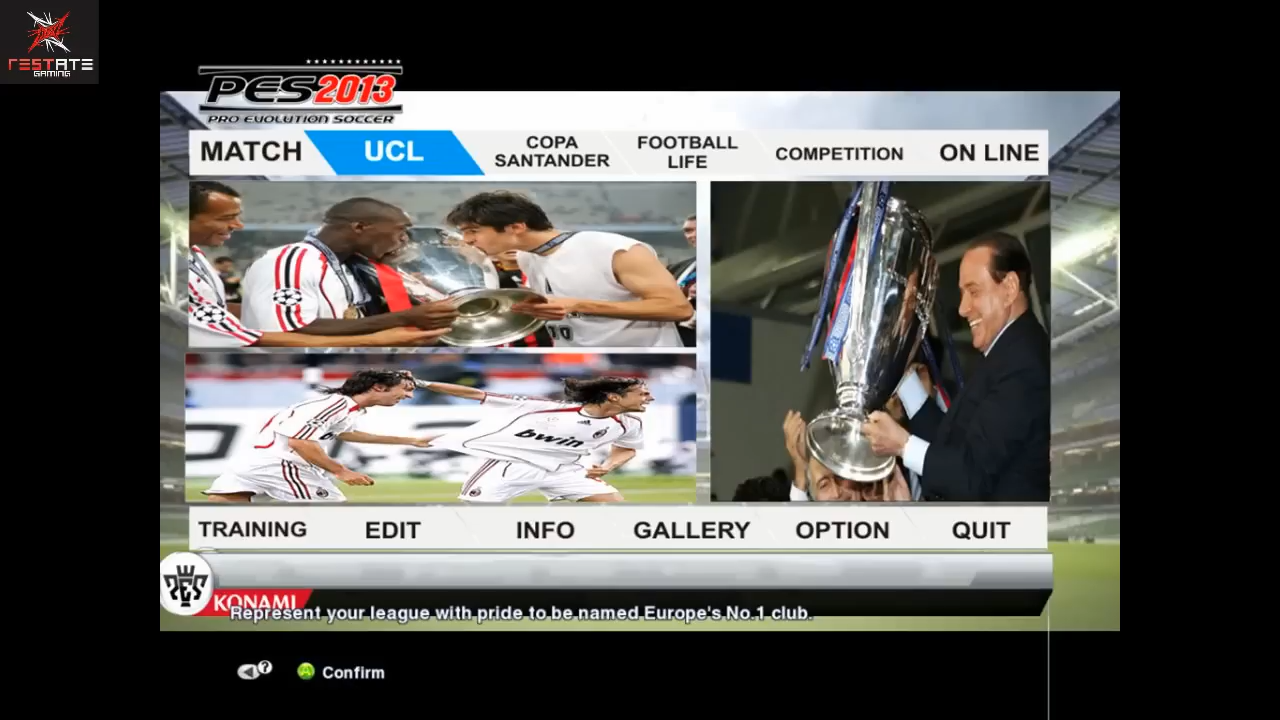 RESTATE
GAMING
PES2013
PRO EVOLUTION SOCCER
MATCH
UCL
COPA
SANTANDER
FOOTBALL
LIFE
COMPETITION
ON LINE
bwin
TRAINING
EDIT
INFO
GALLERY
OPTION
QUIT
PES
KONAMI
Represent your league with pride to be named Europe's No.1 club.
?
Confirm